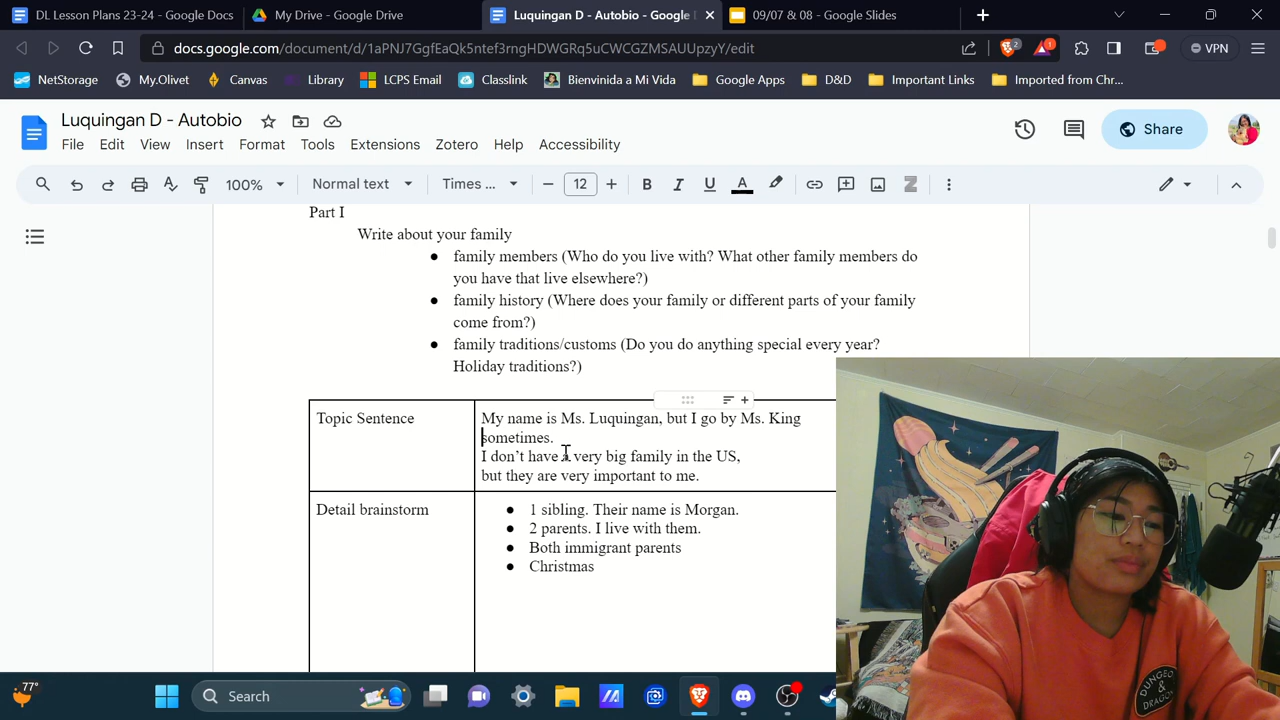 DL Lesson Plans 23-24 - Google Docs
My Drive - Google Drive
Luquingan D - Autobio - Google
09/07 & 08 - Google Slides
docs.google.com/document/d/1aPNJ7GgfEaQk5ntef3rngHDWGRq5uCWCGZMSAUUpzyY/edit
2
1
VPN
NetStorage
My.Olivet
Canvas
Library
LCPS Email
Classlink
Bienvinida a Mi Vida
Google Apps
D&D
Important Links
Imported from Chr...
Luquingan D - Autobio
File Edit View Insert Format Tools Extensions Zotero Help Accessibility
Share
100%
Normal text
Times ...
12
B I U A
Part I
Write about your family
● family members (Who do you live with? What other family members do
you have that live elsewhere?)
● family history (Where does your family or different parts of your family
come from?)
● family traditions/customs (Do you do anything special every year?
Holiday traditions?)
Topic Sentence
My name is Ms. Luquingan, but I go by Ms. King
sometimes.
I don't have a very big family in the US,
but they are very important to me.
Detail brainstorm
● 1 sibling. Their name is Morgan.
● 2 parents. I live with them.
● Both immigrant parents
● Christmas
DUNGEO
&
DRAGON
77°
Search